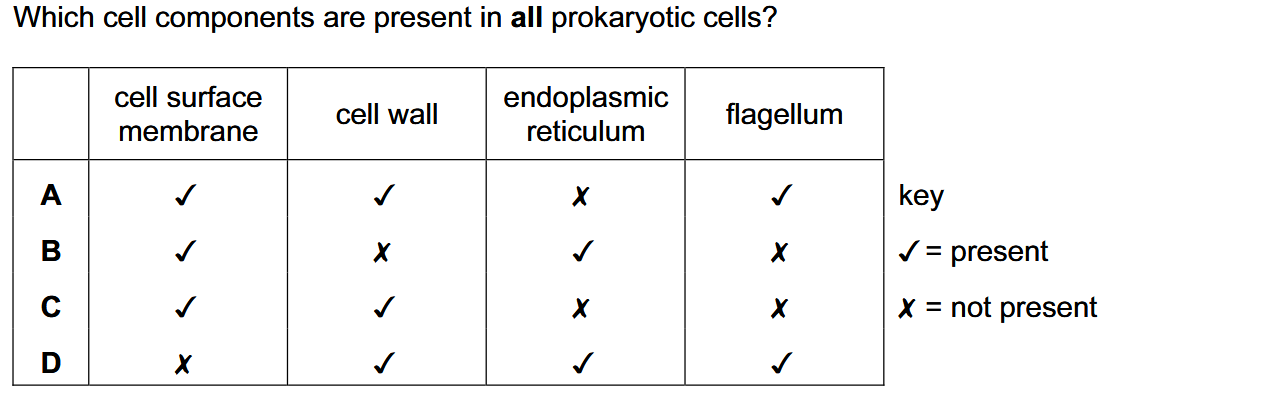 Which cell components are present in all prokaryotic cells?
cell surface membrane cell wall endoplasmic reticulum flagellum
A ✓ ✓ ✗ ✓ key
B ✓ ✗ ✓ ✗ ✓ = present
C ✓ ✓ ✗ ✗ ✗ = not present
D ✗ ✓ ✓ ✓